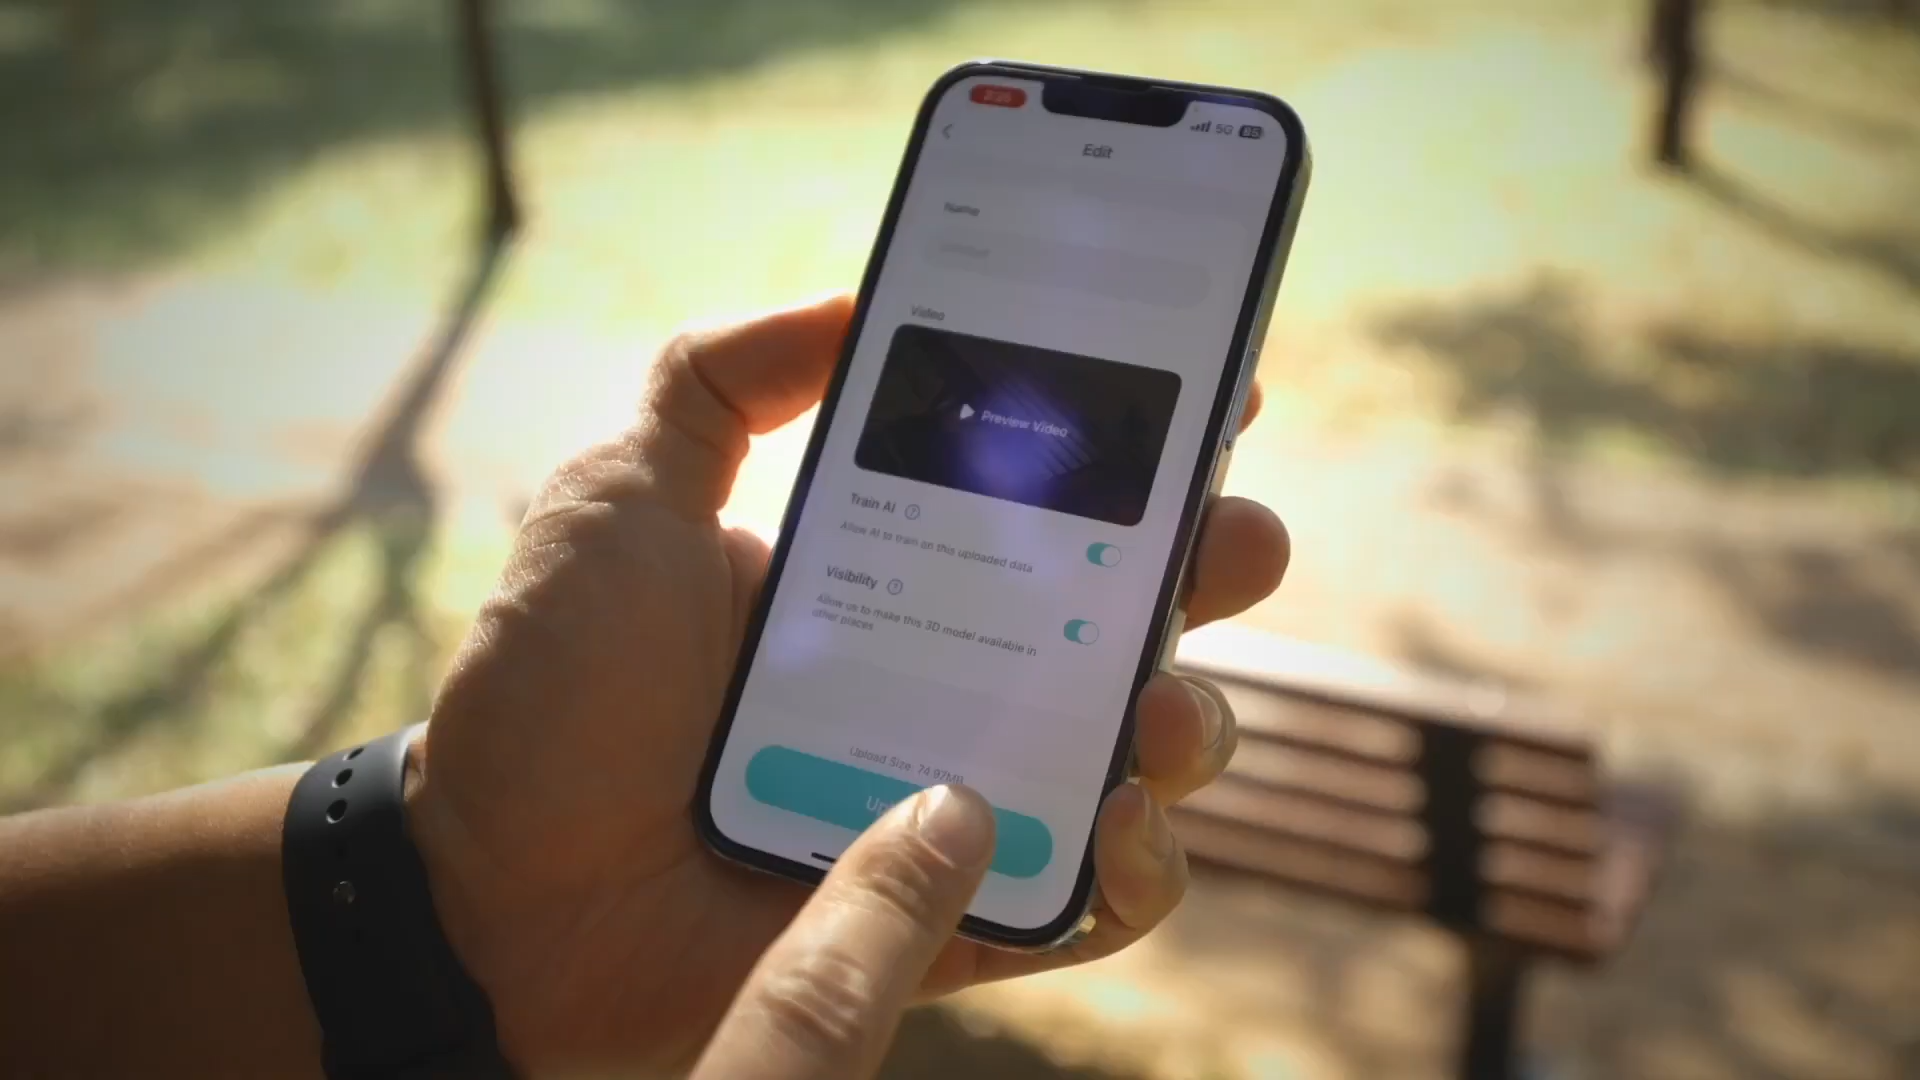 5G 85
Edit
Name
Video
Preview Video
Train AI ?
Allow AI to train on this uploaded data
Visibility ?
Allow us to make this 3D model available in
other places
Upload Size: 74.97MB